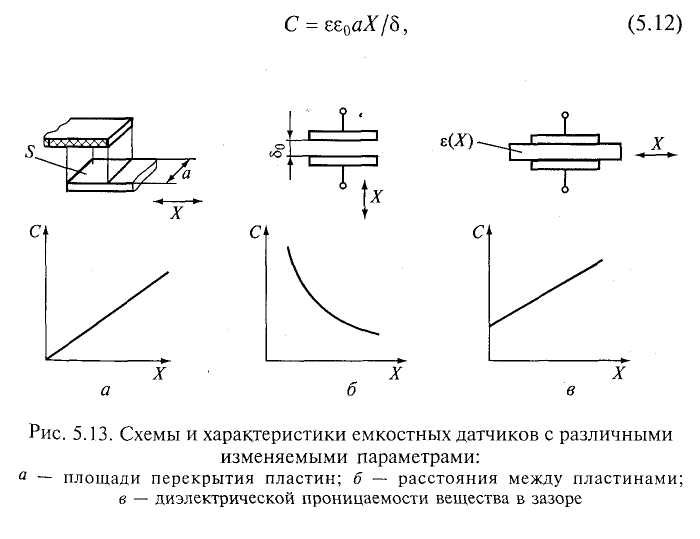 C = εε₀aX/δ, (5.12)
S
a
X
δ₀
X
ε(X)
X
C
X
а
C
X
б
C
X
в
Рис. 5.13. Схемы и характеристики емкостных датчиков с различными
изменяемыми параметрами:
а — площади перекрытия пластин; б — расстояния между пластинами;
в — диэлектрической проницаемости вещества в зазоре